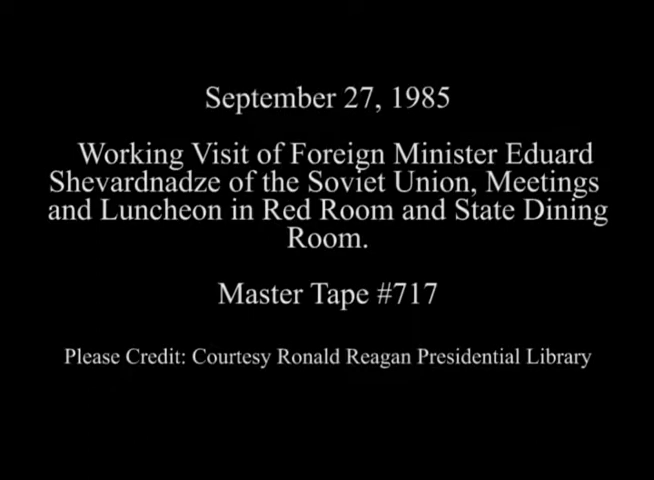 September 27, 1985
Working Visit of Foreign Minister Eduard
Shevardnadze of the Soviet Union, Meetings
and Luncheon in Red Room and State Dining
Room.
Master Tape #717
Please Credit: Courtesy Ronald Reagan Presidential Library